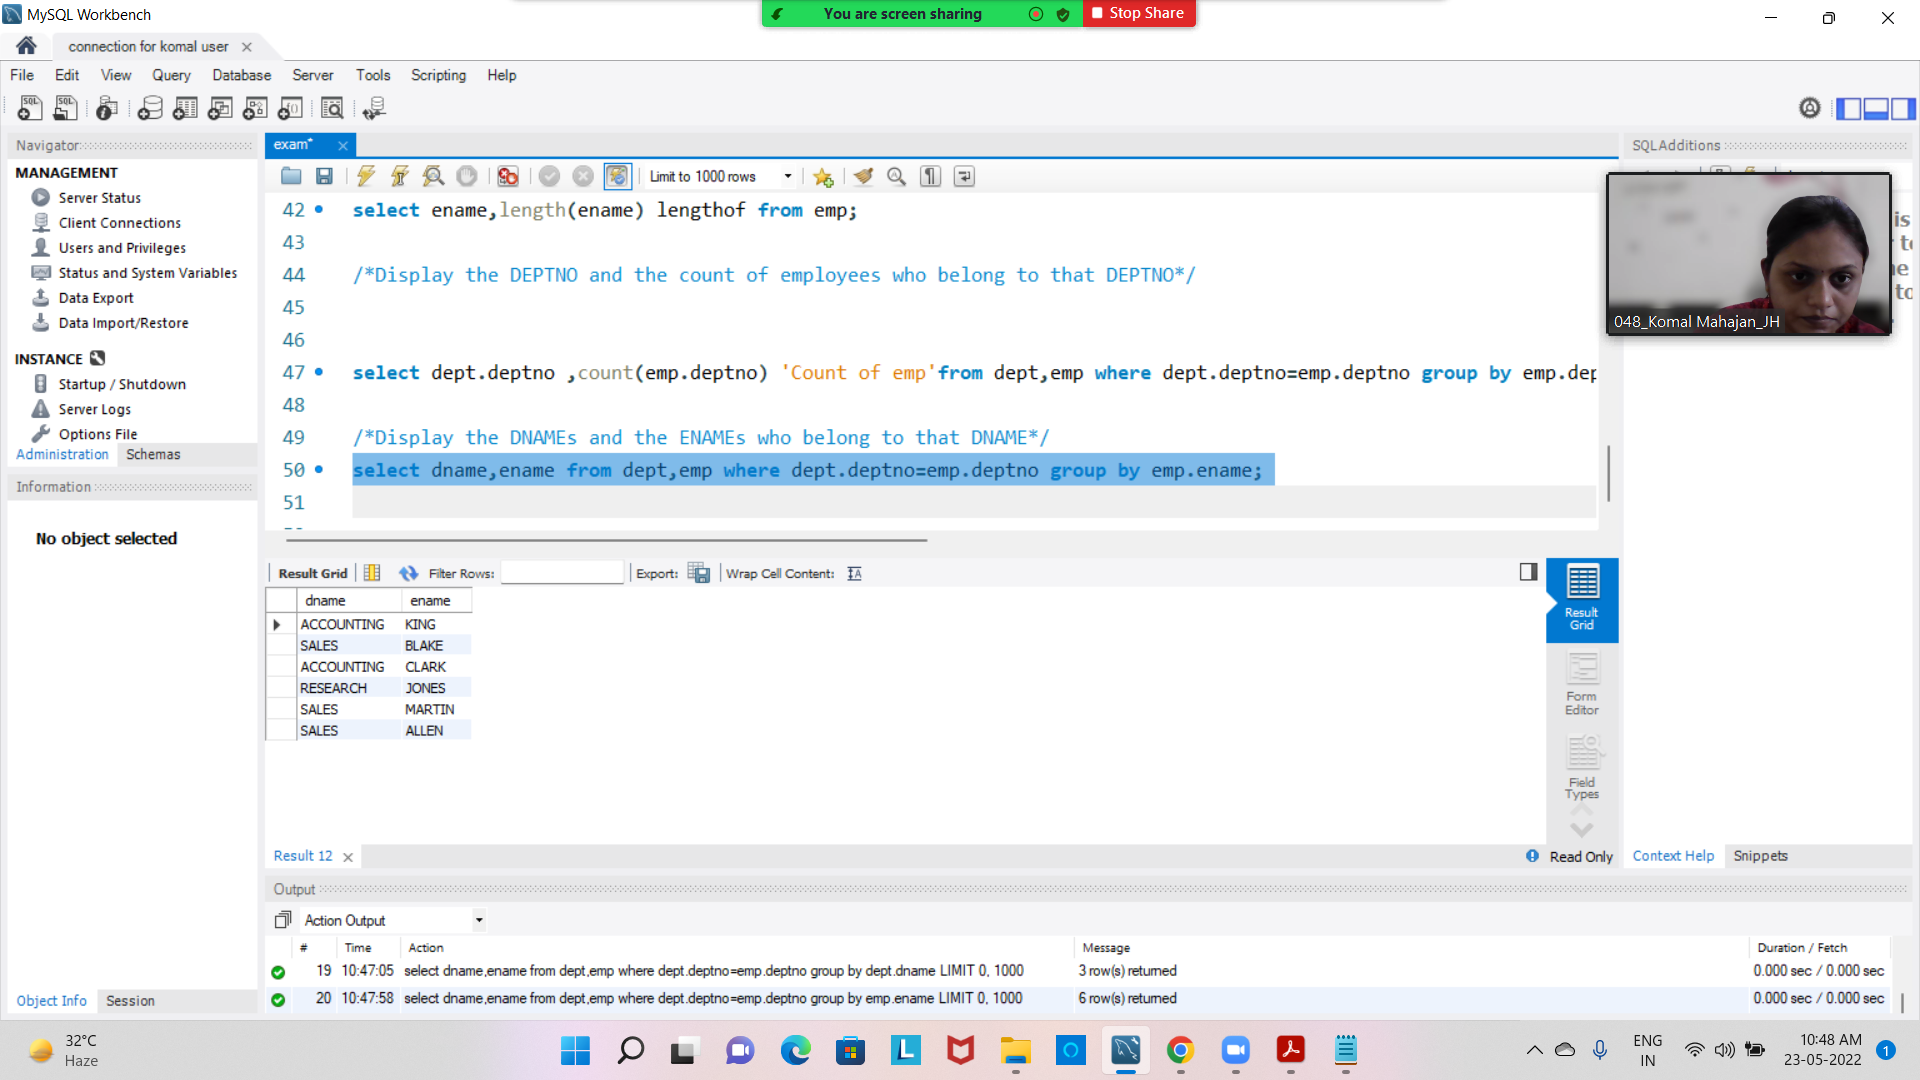 MySQL Workbench
You are screen sharing
Stop Share
connection for komal user
File Edit View Query Database Server Tools Scripting Help
Navigator
MANAGEMENT
Server Status
Client Connections
Users and Privileges
Status and System Variables
Data Export
Data Import/Restore
INSTANCE
Startup / Shutdown
Server Logs
Options File
Administration Schemas
Information
No object selected
Object Info Session
exam*
Limit to 1000 rows
42 select ename,length(ename) lengthof from emp;
43
44 /*Display the DEPTNO and the count of employees who belong to that DEPTNO*/
45
46
47 select dept.deptno ,count(emp.deptno) 'Count of emp'from dept,emp where dept.deptno=emp.deptno group by emp.dep
48
49 /*Display the DNAMEs and the ENAMEs who belong to that DNAME*/
50 select dname,ename from dept,emp where dept.deptno=emp.deptno group by emp.ename;
51
Result Grid Filter Rows: Export: Wrap Cell Content:
dname ename
ACCOUNTING KING
SALES BLAKE
ACCOUNTING CLARK
RESEARCH JONES
SALES MARTIN
SALES ALLEN
Result Grid
Form Editor
Field Types
Result 12
Read Only
SQLAdditions
is
048_Komal Mahajan_JH
Context Help Snippets
Output
Action Output
# Time Action Message Duration / Fetch
19 10:47:05 select dname,ename from dept,emp where dept.deptno=emp.deptno group by dept.dname LIMIT 0, 1000 3 row(s) returned 0.000 sec / 0.000 sec
20 10:47:58 select dname,ename from dept,emp where dept.deptno=emp.deptno group by emp.ename LIMIT 0, 1000 6 row(s) returned 0.000 sec / 0.000 sec
32°C
Haze
ENG
IN
10:48 AM
23-05-2022
1